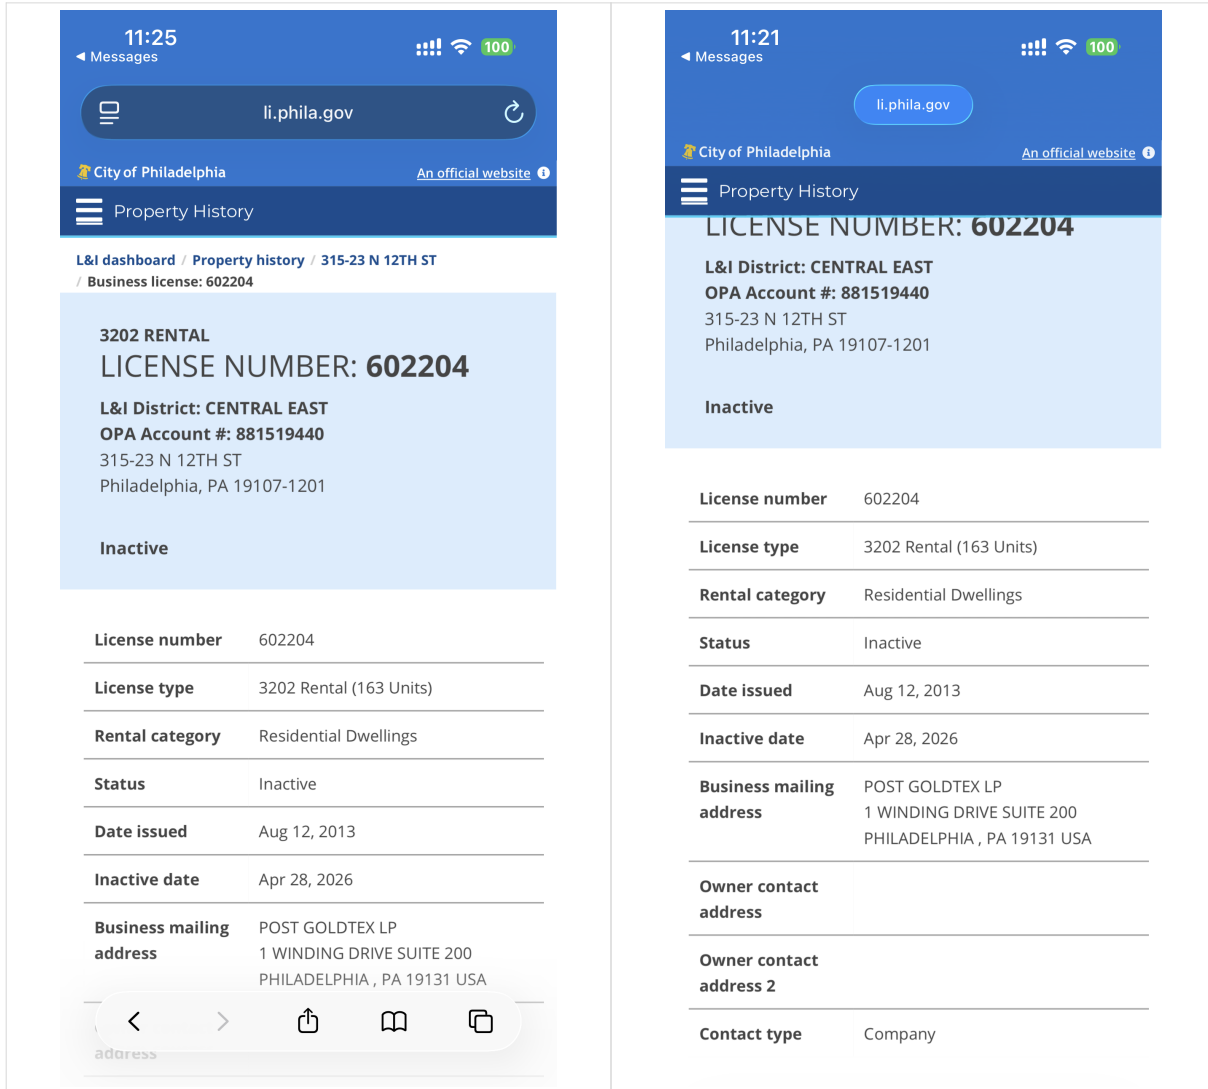 11:25
◀ Messages
100
li.phila.gov
City of Philadelphia
An official website
Property History
L&I dashboard / Property history / 315-23 N 12TH ST
/ Business license: 602204
3202 RENTAL
LICENSE NUMBER: 602204
L&I District: CENTRAL EAST
OPA Account #: 881519440
315-23 N 12TH ST
Philadelphia, PA 19107-1201
Inactive
License number 602204
License type 3202 Rental (163 Units)
Rental category Residential Dwellings
Status Inactive
Date issued Aug 12, 2013
Inactive date Apr 28, 2026
Business mailing address POST GOLDTEX LP
1 WINDING DRIVE SUITE 200
PHILADELPHIA , PA 19131 USA
address
11:21
◀ Messages
100
li.phila.gov
City of Philadelphia
An official website
Property History
LICENSE NUMBER: 602204
L&I District: CENTRAL EAST
OPA Account #: 881519440
315-23 N 12TH ST
Philadelphia, PA 19107-1201
Inactive
License number 602204
License type 3202 Rental (163 Units)
Rental category Residential Dwellings
Status Inactive
Date issued Aug 12, 2013
Inactive date Apr 28, 2026
Business mailing address POST GOLDTEX LP
1 WINDING DRIVE SUITE 200
PHILADELPHIA , PA 19131 USA
Owner contact
address
Owner contact
address 2
Contact type Company